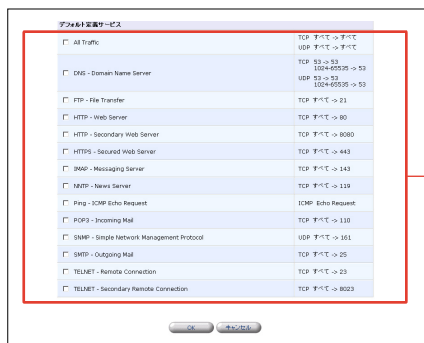 デフォルト定義サービス
All Traffic
TCP すべて -> すべて
UDP すべて -> すべて
DNS - Domain Name Server
TCP 53 -> 53
1024-65535 -> 53
UDP 53 -> 53
1024-65535 -> 53
FTP - File Transfer
TCP すべて -> 21
HTTP - Web Server
TCP すべて -> 80
HTTP - Secondary Web Server
TCP すべて -> 8080
HTTPS - Secured Web Server
TCP すべて -> 443
IMAP - Messaging Server
TCP すべて -> 143
NNTP - News Server
TCP すべて -> 119
Ping - ICMP Echo Request
ICMP Echo Request
POP3 - Incoming Mail
TCP すべて -> 110
SNMP - Simple Network Management Protocol
UDP すべて -> 161
SMTP - Outgoing Mail
TCP すべて -> 25
TELNET - Remote Connection
TCP すべて -> 23
TELNET - Secondary Remote Connection
TCP すべて -> 8023
OK
キャンセル